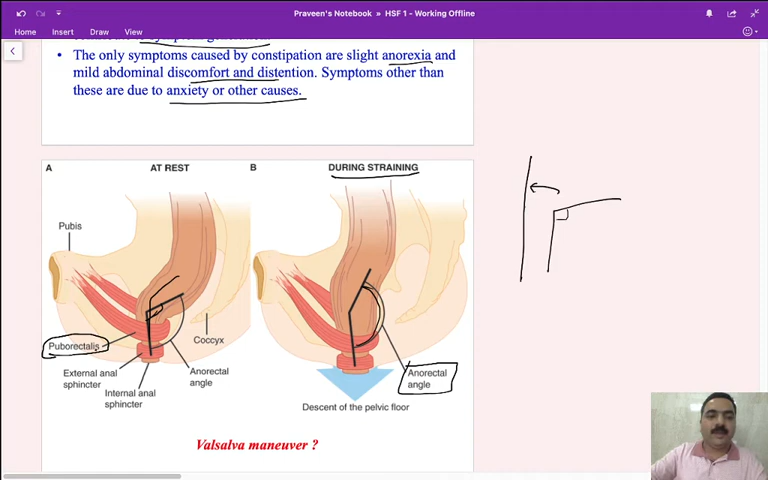 Praveen's Notebook » HSF 1 - Working Offline
Home Insert Draw View
• The only symptoms caused by constipation are slight anorexia and
mild abdominal discomfort and distention. Symptoms other than
these are due to anxiety or other causes.
A AT REST B DURING STRAINING
Pubis
Puborectalis
External anal
sphincter
Internal anal
sphincter
Coccyx
Anorectal
angle
Anorectal
angle
Descent of the pelvic floor
Valsalva maneuver ?